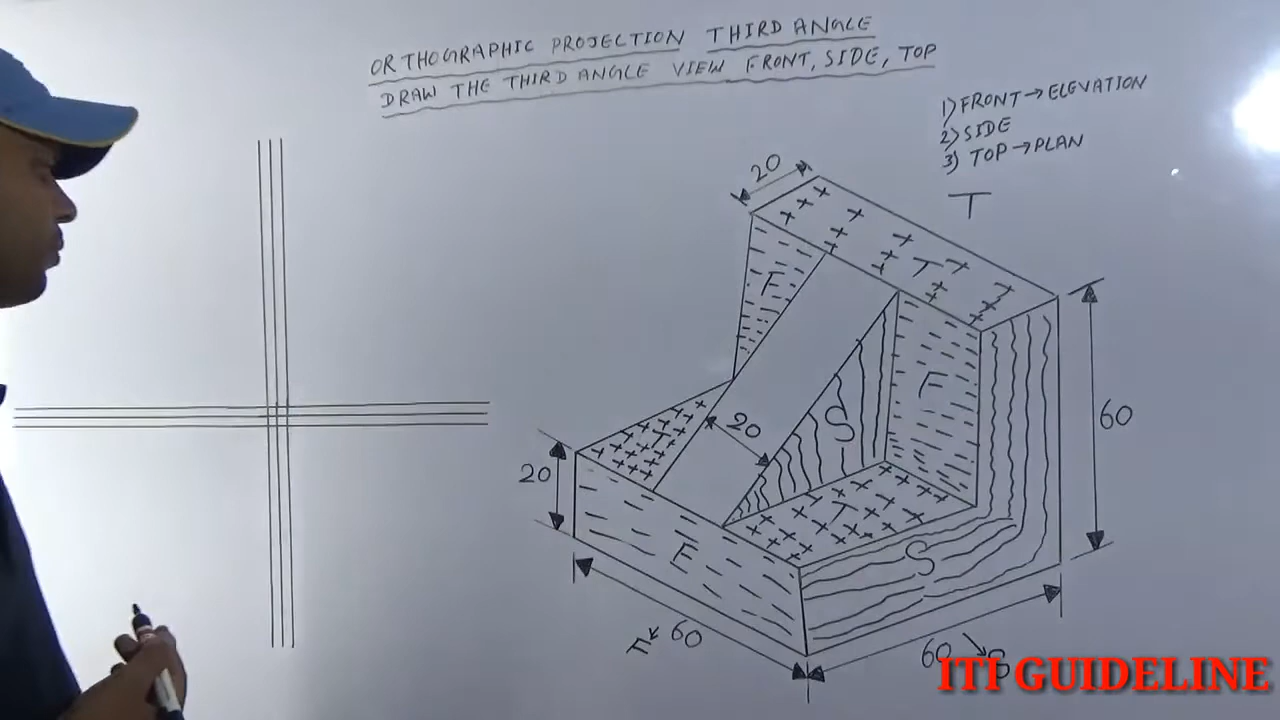 ORTHOGRAPHIC PROJECTION THIRD ANGLE
DRAW THE THIRD ANGLE VIEW FRONT, SIDE, TOP
1) FRONT→ELEVATION
2) SIDE
3) TOP→PLAN
T
20
T
F
F
60
S
20
T
20
T
F
S
F
60
60
S
ITI GUIDELINE